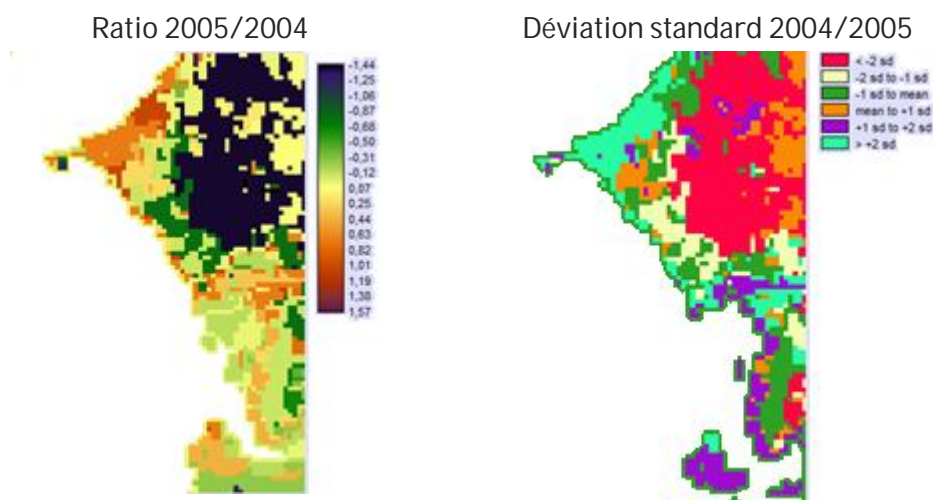 Ratio 2005/2004
-1,44
-1,25
-1,06
-0,87
-0,68
-0,50
-0,31
-0,12
0,07
0,25
0,44
0,63
0,82
1,01
1,19
1,38
1,57
Déviation standard 2004/2005
< -2 sd
-2 sd to -1 sd
-1 sd to mean
mean to +1 sd
+1 sd to +2 sd
> +2 sd